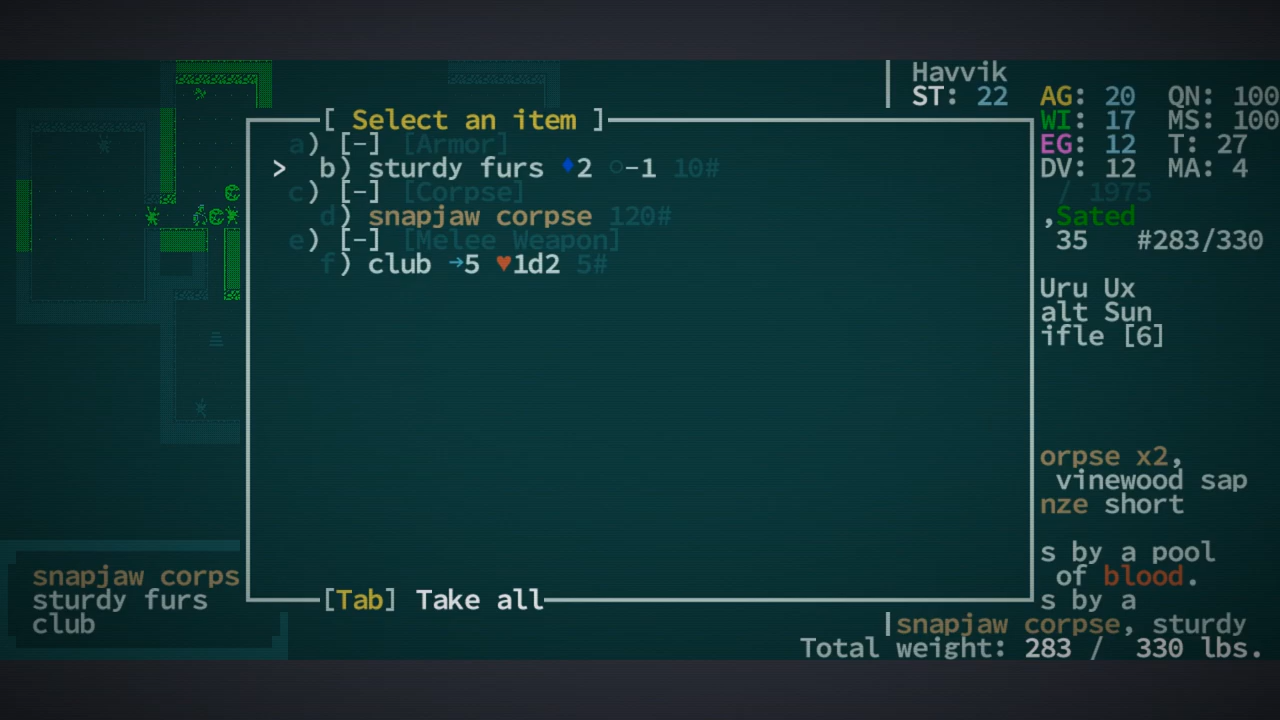 Havvik
ST: 22 AG: 20 QN: 100
[ Select an item ] WI: 17 MS: 100
a) [-] [Armor] EG: 12 T: 27
> b) sturdy furs ♦2 ○-1 10# DV: 12 MA: 4
c) [-] [Corpse] / 1975
d) snapjaw corpse 120# ,Sated
e) [-] [Melee Weapon] 35 #283/330
f) club →5 ♥1d2 5#
Uru Ux
alt Sun
ifle [6]
orpse x2,
vinewood sap
nze short
s by a pool
snapjaw corps of blood.
sturdy furs [Tab] Take all s by a
club |snapjaw corpse, sturdy
Total weight: 283 / 330 lbs.